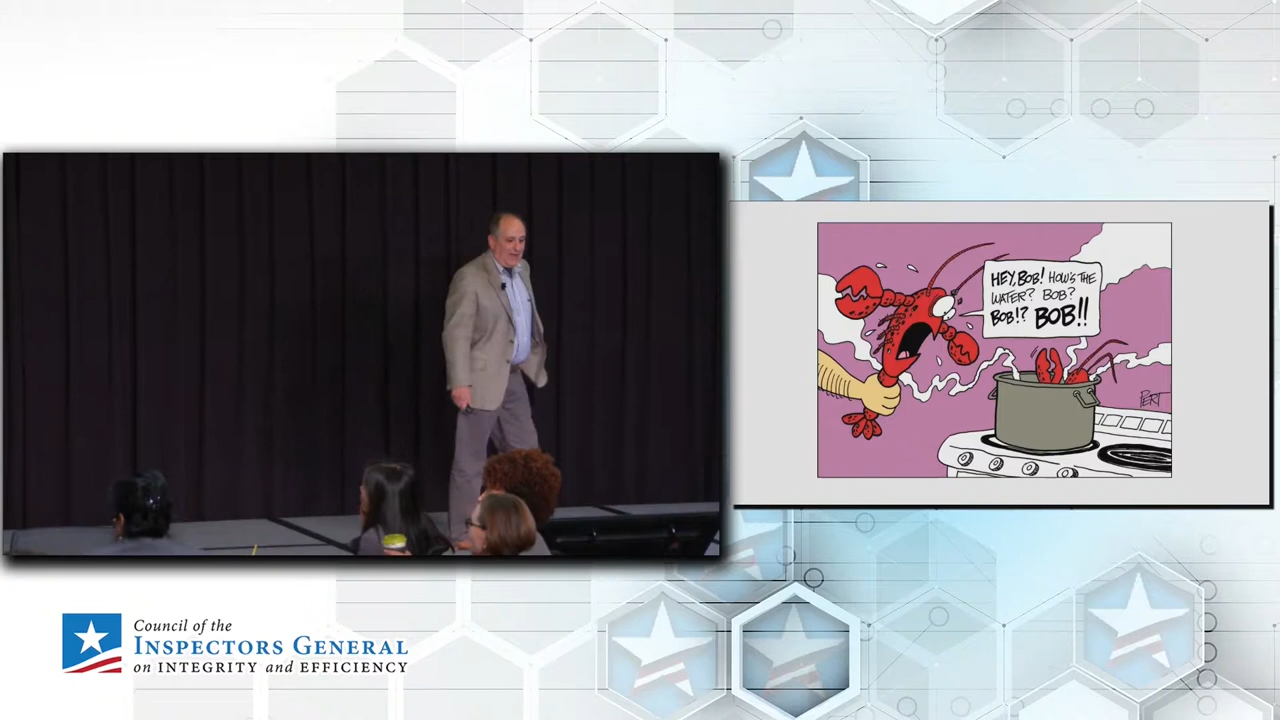 HEY, BOB! HOW'S THE
WATER? BOB?
BOB!? BOB!!
PERT
Council of the
INSPECTORS GENERAL
on INTEGRITY and EFFICIENCY